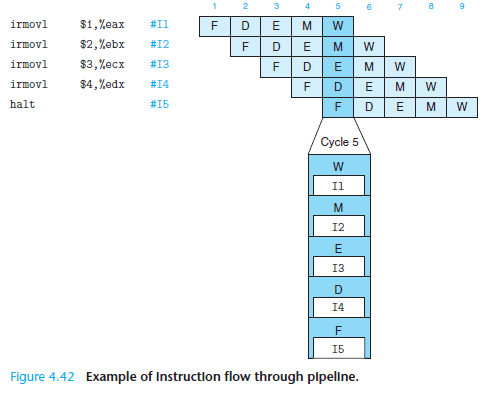 1 2 3 4 5 6 7 8 9
irmovl $1,%eax #I1 F D E M W
irmovl $2,%ebx #I2 F D E M W
irmovl $3,%ecx #I3 F D E M W
irmovl $4,%edx #I4 F D E M W
halt #I5 F D E M W
Cycle 5
W
I1
M
I2
E
I3
D
I4
F
I5
Figure 4.42 Example of instruction flow through pipeline.